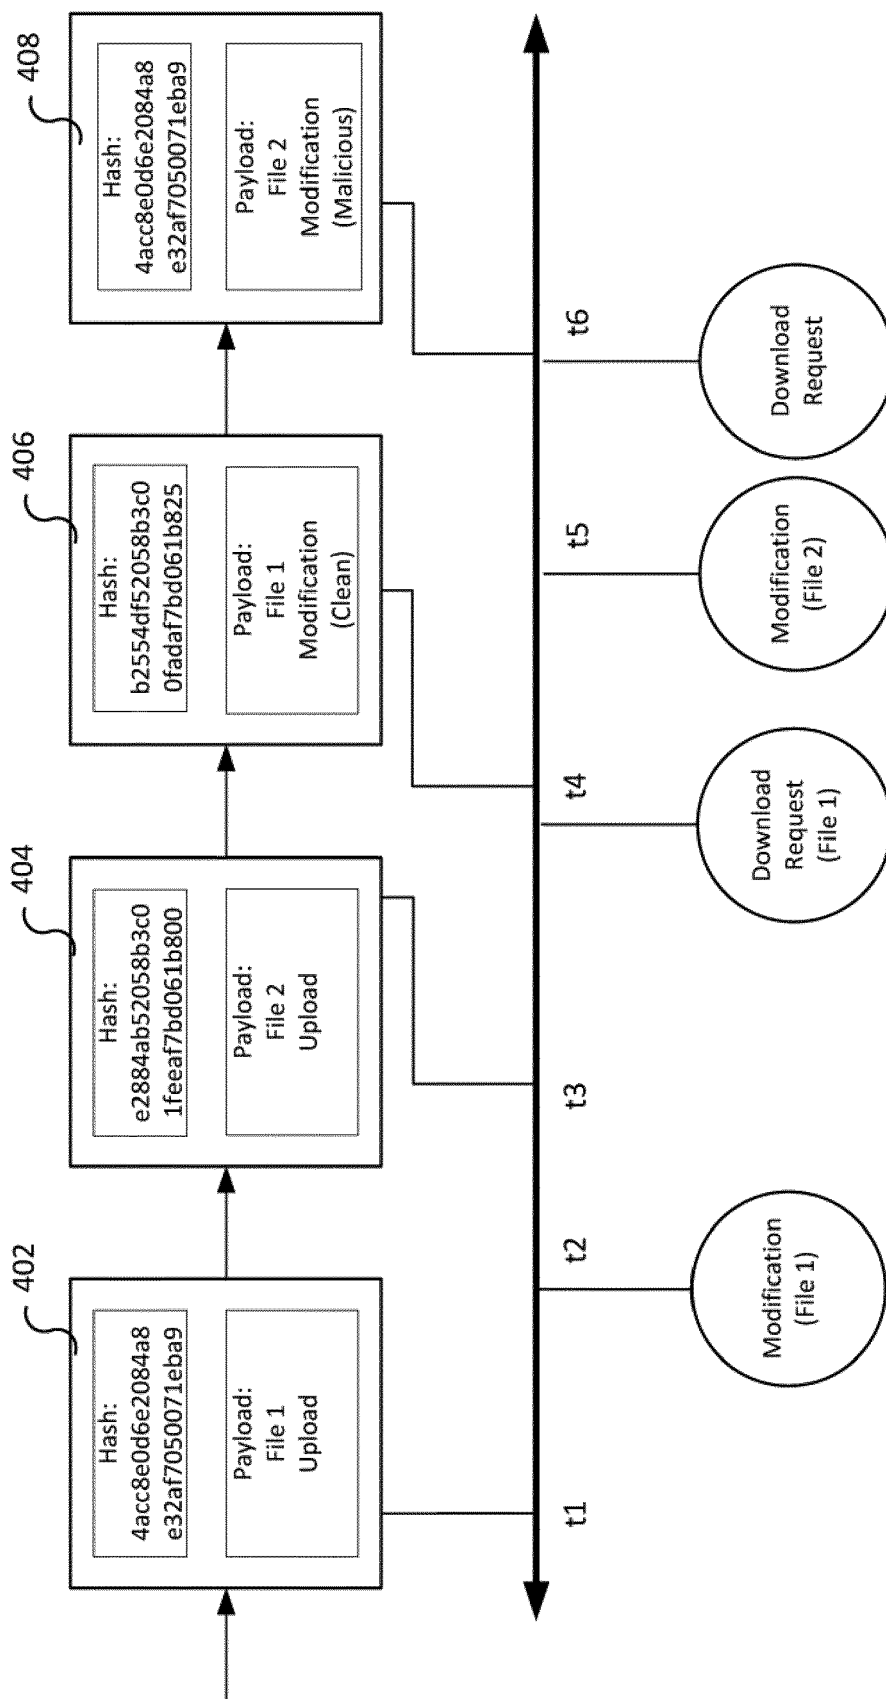 402
Hash:
4acc8e0d6e2084a8
e32af7050071eba9
Payload:
File 1
Upload
404
Hash:
e2884ab52058b3c0
1feeaf7bd061b800
Payload:
File 2
Upload
406
Hash:
b2554df52058b3c0
0fadaf7bd061b825
Payload:
File 1
Modification
(Clean)
408
Hash:
4acc8e0d6e2084a8
e32af7050071eba9
Payload:
File 2
Modification
(Malicious)
t1
t2
t3
t4
t5
t6
Modification
(File 1)
Download
Request
(File 1)
Modification
(File 2)
Download
Request